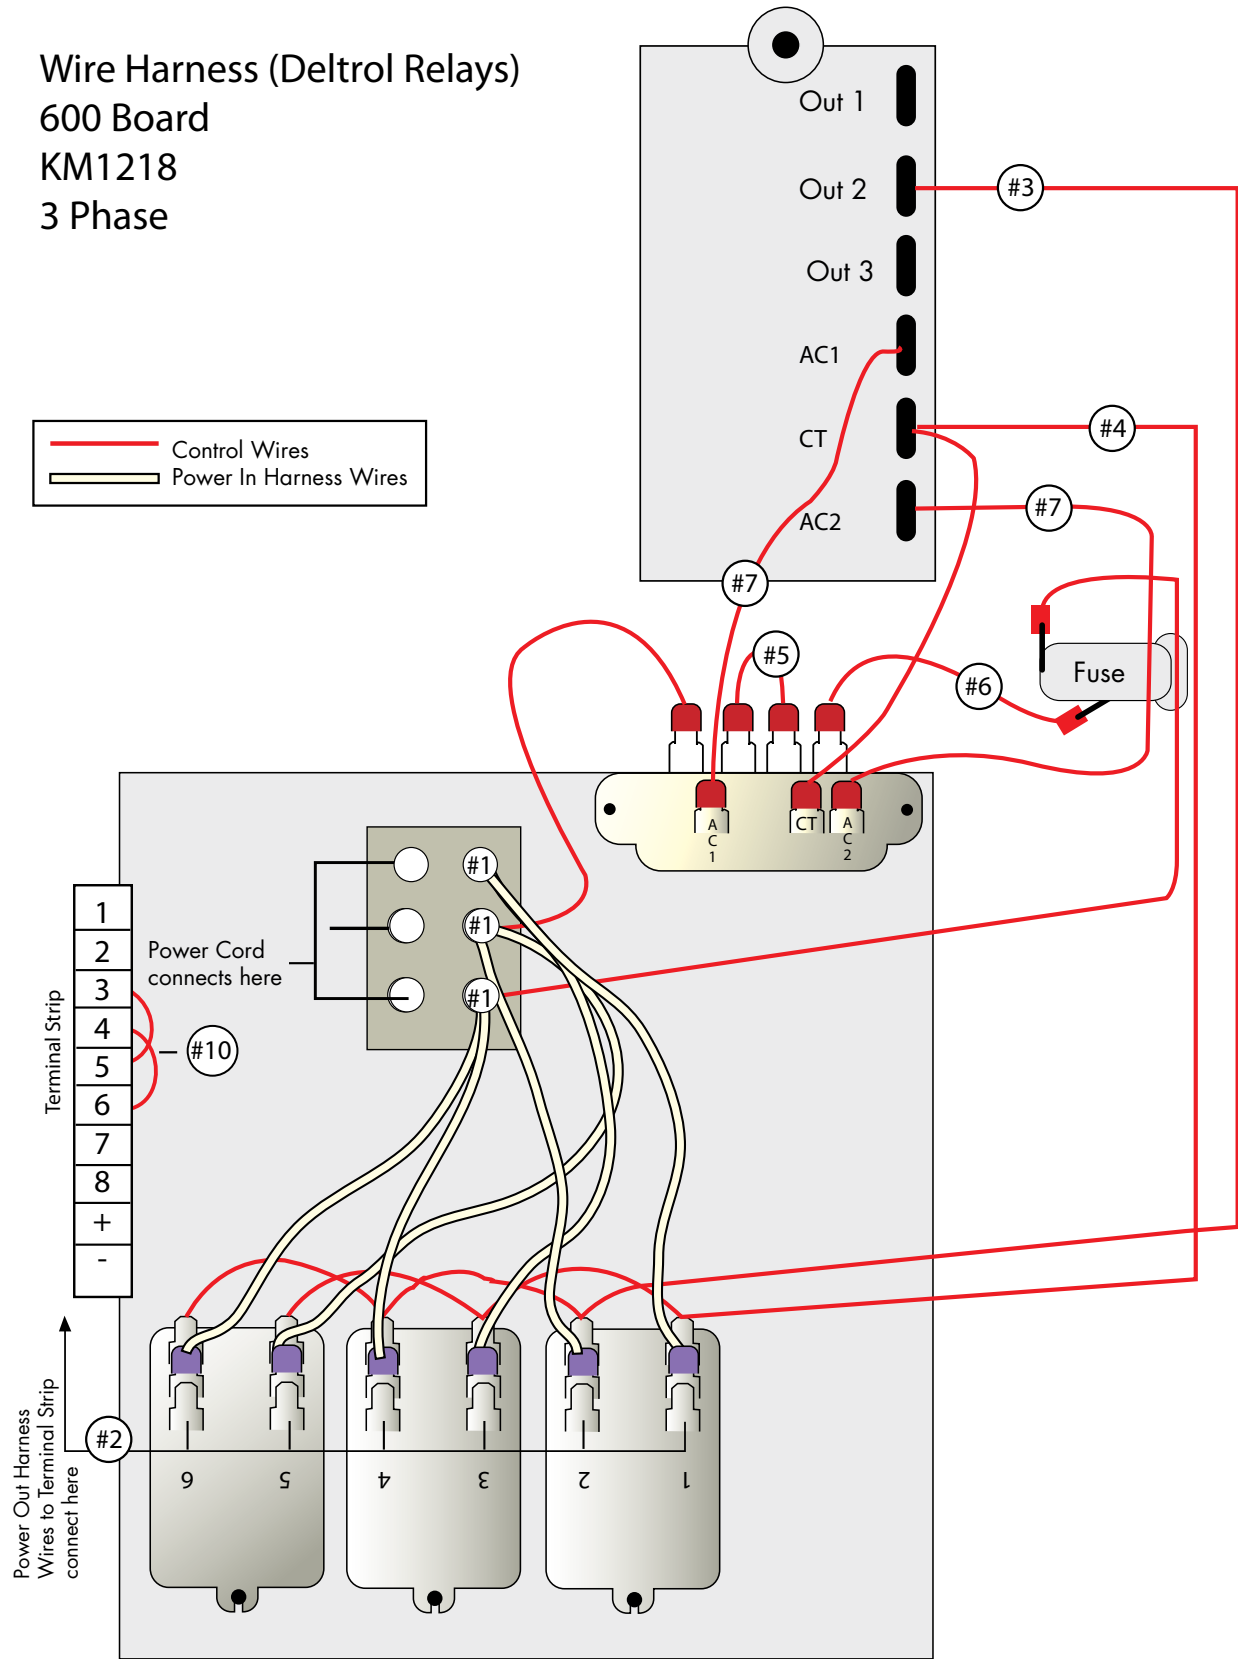 Wire Harness (Deltrol Relays)
600 Board
KM1218
3 Phase
Out 1
Out 2
#3
Out 3
AC1
CT
#4
AC2
#7
Control Wires
Power In Harness Wires
#7
#5
#6
Fuse
AC1
CT
AC2
#1
#1
#1
Power Cord
connects here
Terminal Strip
1
2
3
4
5
6
7
8
+
-
#10
#2
Power Out Harness
Wires to Terminal Strip
connect here
6
5
4
3
2
1